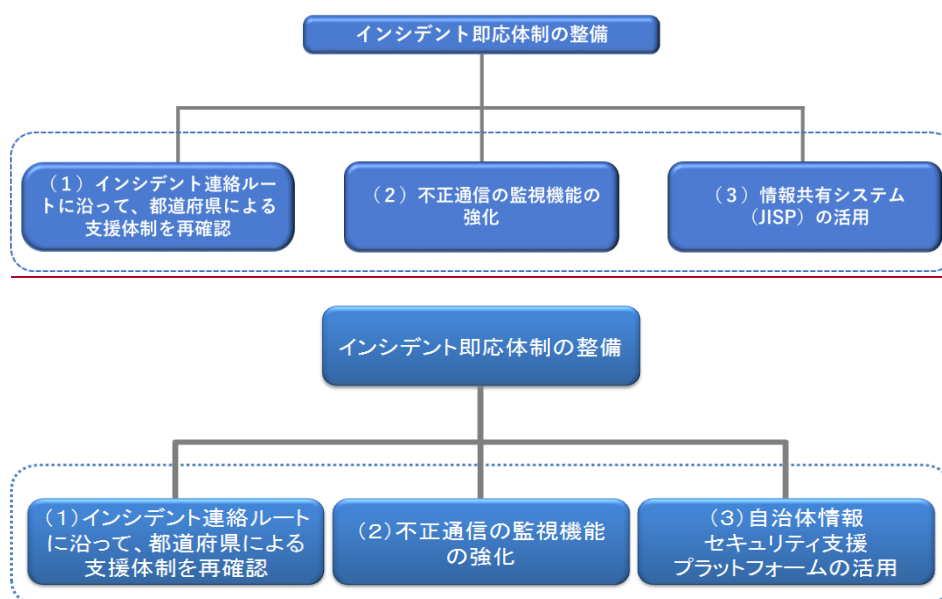 インシデント即応体制の整備
（1）インシデント連絡ルー
トに沿って、都道府県による
支援体制を再確認
（2）不正通信の監視機能の
強化
（3）情報共有システム
（JISP）の活用
インシデント即応体制の整備
(1)インシデント連絡ルート
に沿って、都道府県による
支援体制を再確認
(2)不正通信の監視機能
の強化
(3)自治体情報
セキュリティ支援
プラットフォームの活用